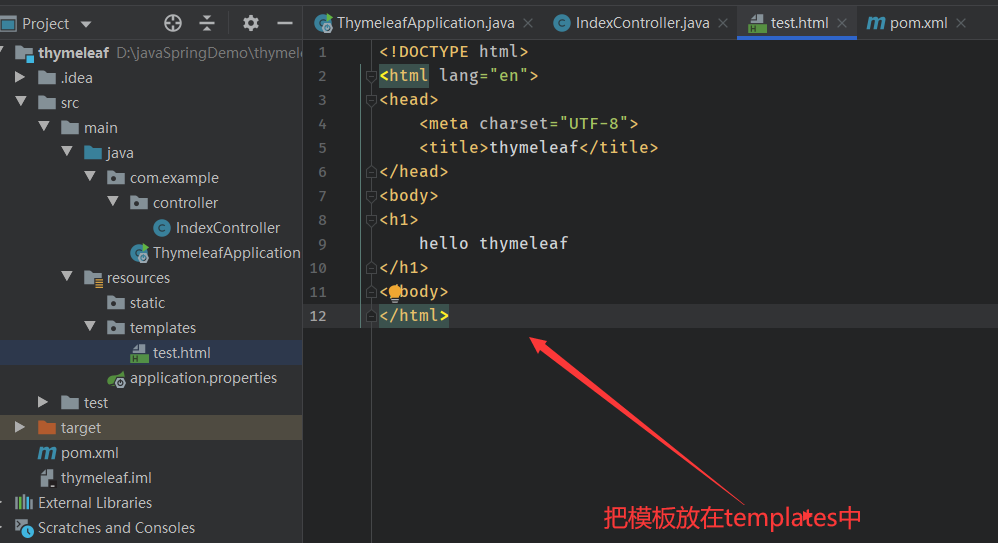 Project
ThymeleafApplication.java
IndexController.java
test.html
pom.xml
thymeleaf D:\javaSpringDemo\thymele
.idea
src
main
java
com.example
controller
IndexController
ThymeleafApplication
resources
static
templates
test.html
application.properties
test
target
pom.xml
thymeleaf.iml
External Libraries
Scratches and Consoles
1 <!DOCTYPE html>
2 <html lang="en">
3 <head>
4 <meta charset="UTF-8">
5 <title>thymeleaf</title>
6 </head>
7 <body>
8 <h1>
9 hello thymeleaf
10 </h1>
11 < body>
12 </html>
把模板放在templates中